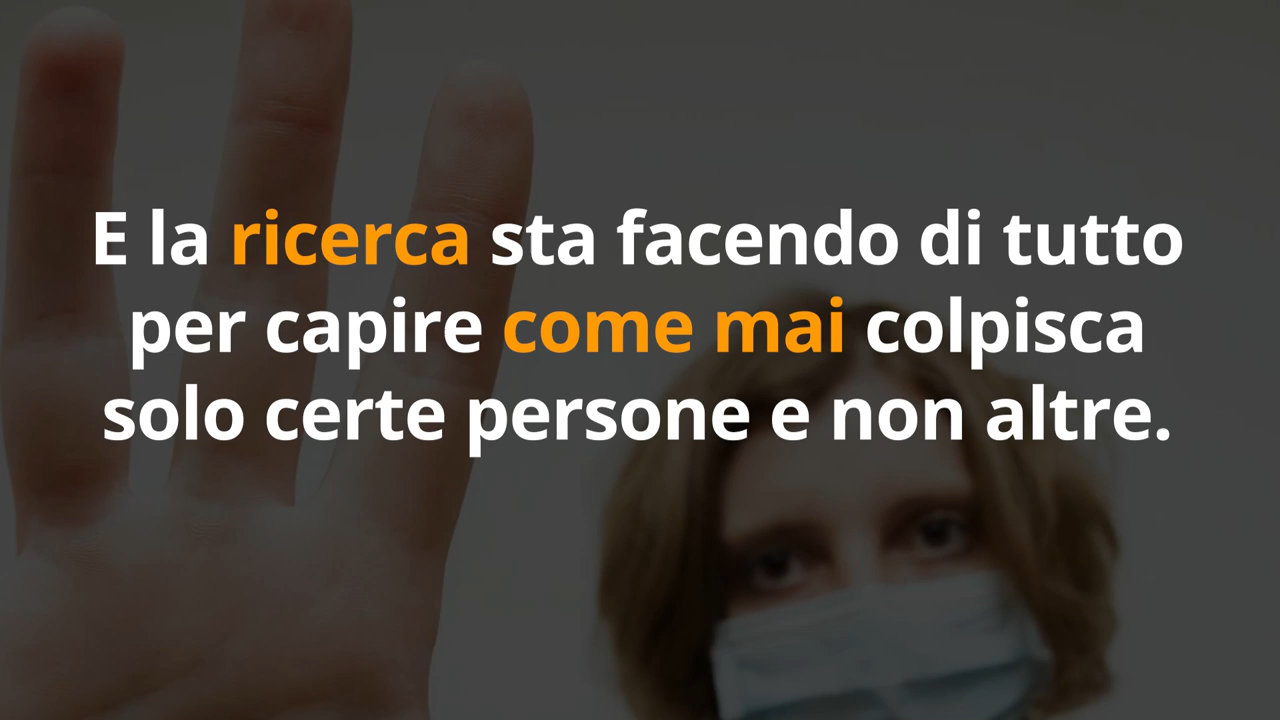 E la ricerca sta facendo di tutto
per capire come mai colpisca
solo certe persone e non altre.